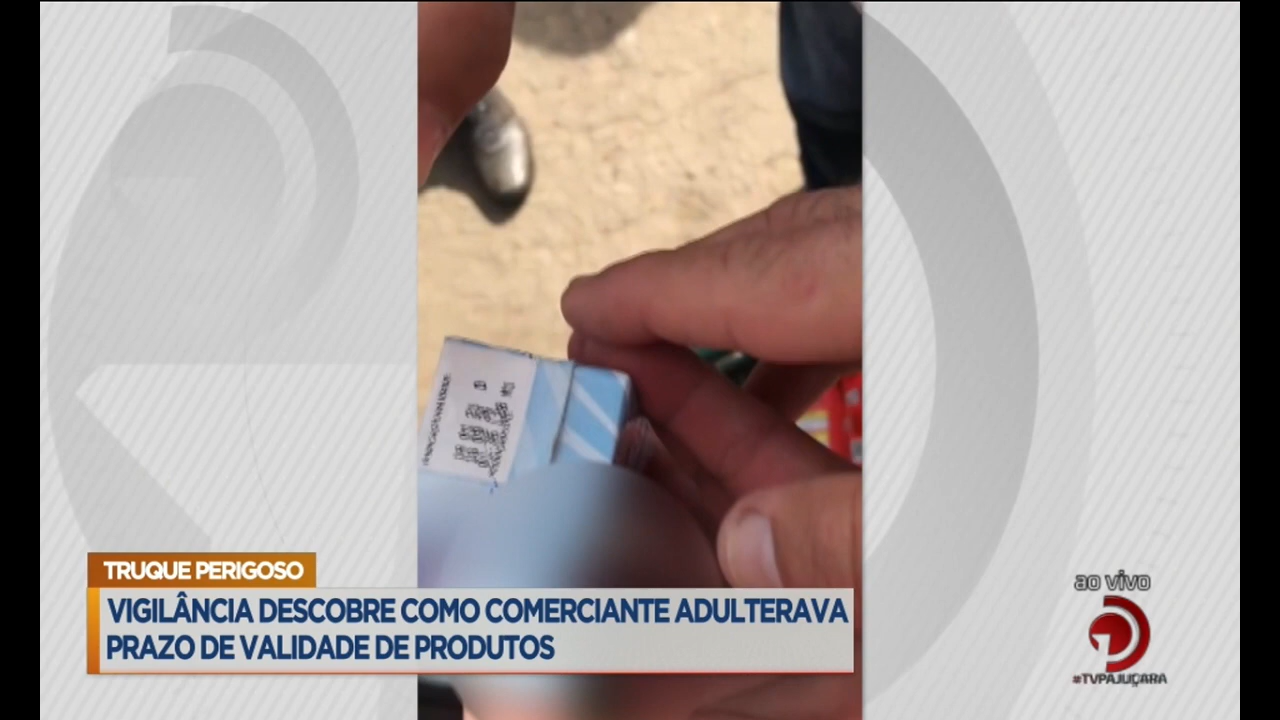 TRUQUE PERIGOSO
VIGILÂNCIA DESCOBRE COMO COMERCIANTE ADULTERAVA
PRAZO DE VALIDADE DE PRODUTOS
ao vivo
#TVPAJUÇARA